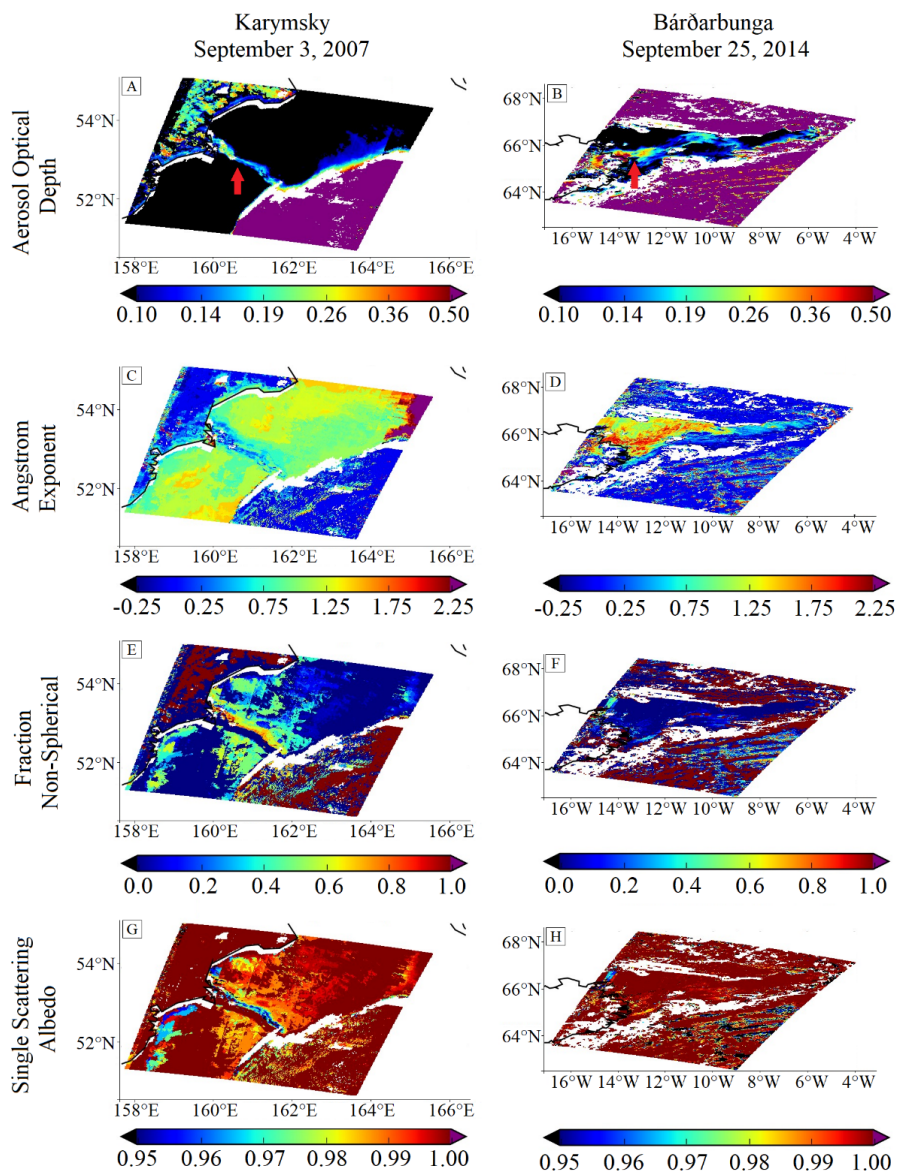 Karymsky
September 3, 2007
Bárðarbunga
September 25, 2014
Aerosol Optical
Depth
A
54°N
52°N
158°E 160°E 162°E 164°E 166°E
0.10 0.14 0.19 0.26 0.36 0.50
B
68°N
66°N
64°N
16°W 14°W 12°W 10°W 8°W 6°W 4°W
0.10 0.14 0.19 0.26 0.36 0.50
Angstrom
Exponent
C
54°N
52°N
158°E 160°E 162°E 164°E 166°E
-0.25 0.25 0.75 1.25 1.75 2.25
D
68°N
66°N
64°N
16°W 14°W 12°W 10°W 8°W 6°W 4°W
-0.25 0.25 0.75 1.25 1.75 2.25
Fraction
Non-Spherical
E
54°N
52°N
158°E 160°E 162°E 164°E 166°E
0.0 0.2 0.4 0.6 0.8 1.0
F
68°N
66°N
64°N
16°W 14°W 12°W 10°W 8°W 6°W 4°W
0.0 0.2 0.4 0.6 0.8 1.0
Single Scattering
Albedo
G
54°N
52°N
158°E 160°E 162°E 164°E 166°E
0.95 0.96 0.97 0.98 0.99 1.00
H
68°N
66°N
64°N
16°W 14°W 12°W 10°W 8°W 6°W 4°W
0.95 0.96 0.97 0.98 0.99 1.00